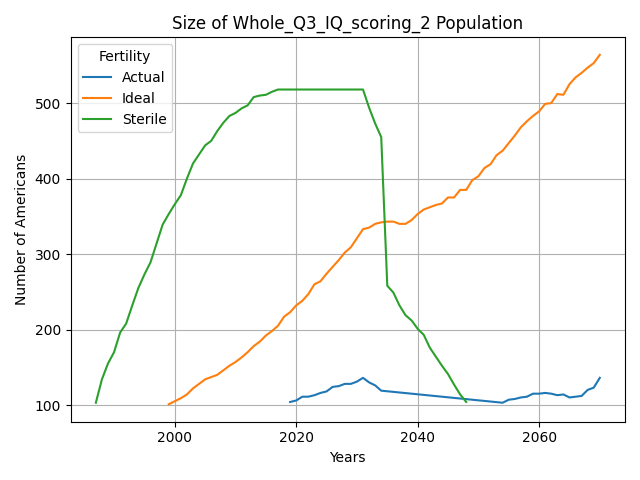 Size of Whole_Q3_IQ_scoring_2 Population
Fertility
Actual
Ideal
Sterile
Number of Americans
500
400
300
200
100
2000
2020
2040
2060
Years